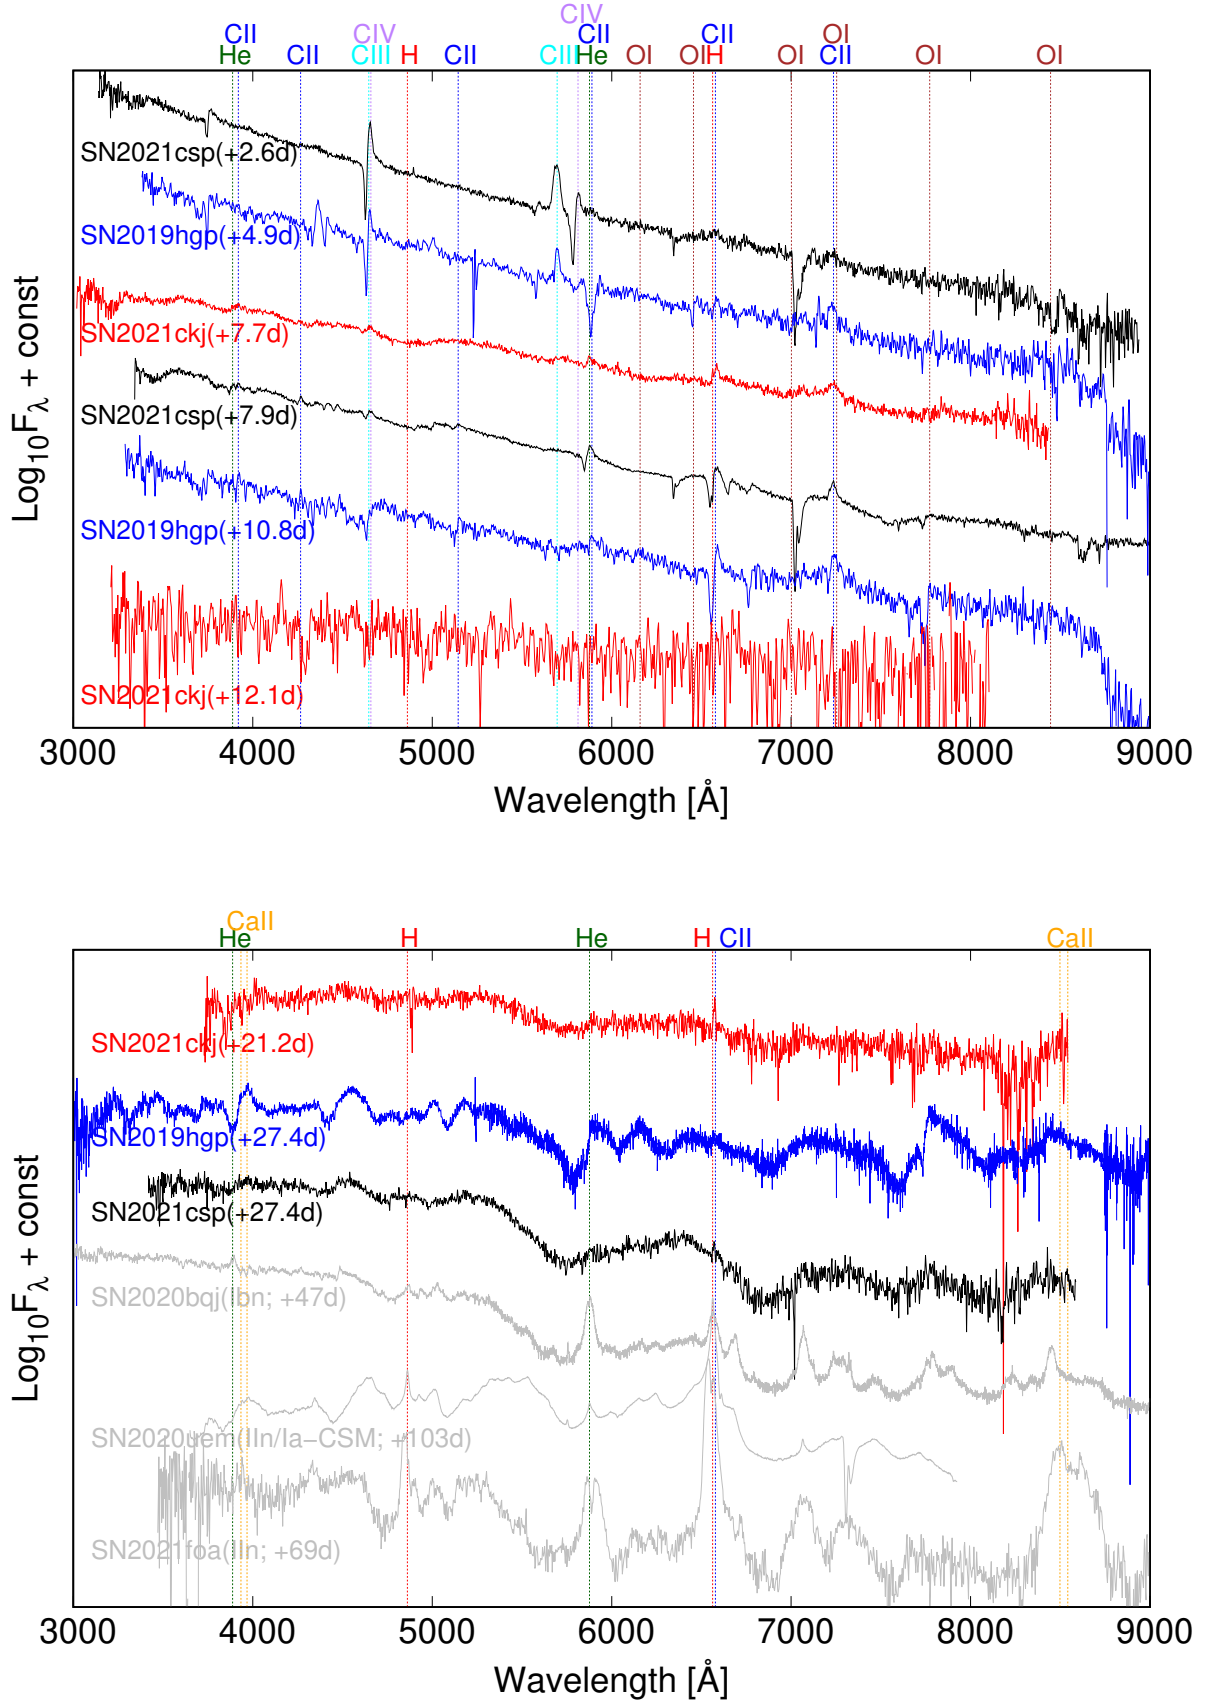 CIV
CII CIV CII CII OI
He CII CIII H CII CIII He OI OI H OI CII OI OI
SN2021csp(+2.6d)
SN2019hgp(+4.9d)
SN2021ckj(+7.7d)
SN2021csp(+7.9d)
SN2019hgp(+10.8d)
SN2021ckj(+12.1d)
Log10Fλ + const
3000 4000 5000 6000 7000 8000 9000
Wavelength [Å]
CaII
He H He H CII CaII
SN2021ckj(+21.2d)
SN2019hgp(+27.4d)
SN2021csp(+27.4d)
SN2020bqj(Ibn; +47d)
SN2020uem(IIn/Ia−CSM; +103d)
SN2021foa(IIn; +69d)
Log10Fλ + const
3000 4000 5000 6000 7000 8000 9000
Wavelength [Å]